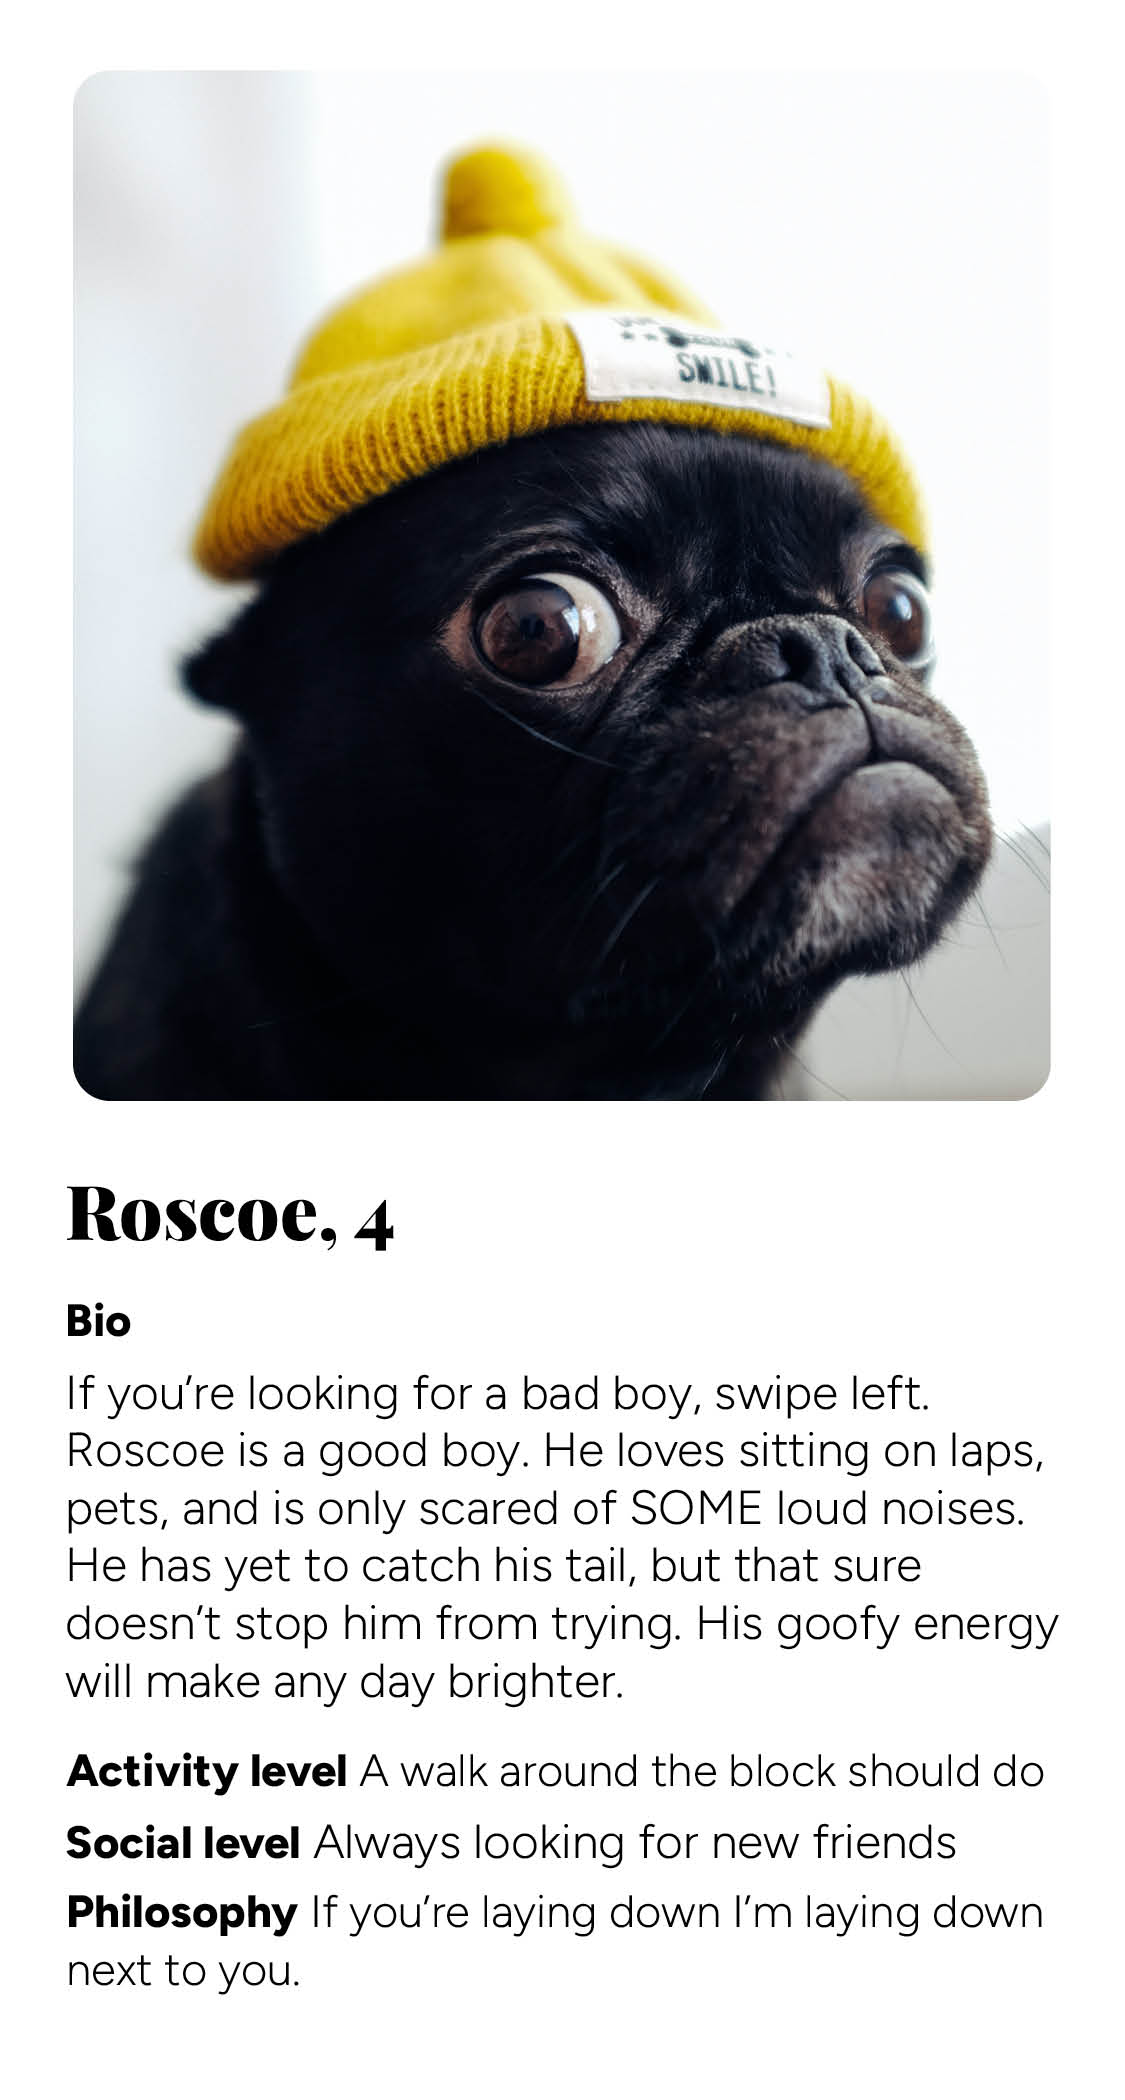 SMILE!
Roscoe, 4
Bio
If you’re looking for a bad boy, swipe left.
Roscoe is a good boy. He loves sitting on laps,
pets, and is only scared of SOME loud noises.
He has yet to catch his tail, but that sure
doesn’t stop him from trying. His goofy energy
will make any day brighter.
Activity level A walk around the block should do
Social level Always looking for new friends
Philosophy If you’re laying down I’m laying down
next to you.